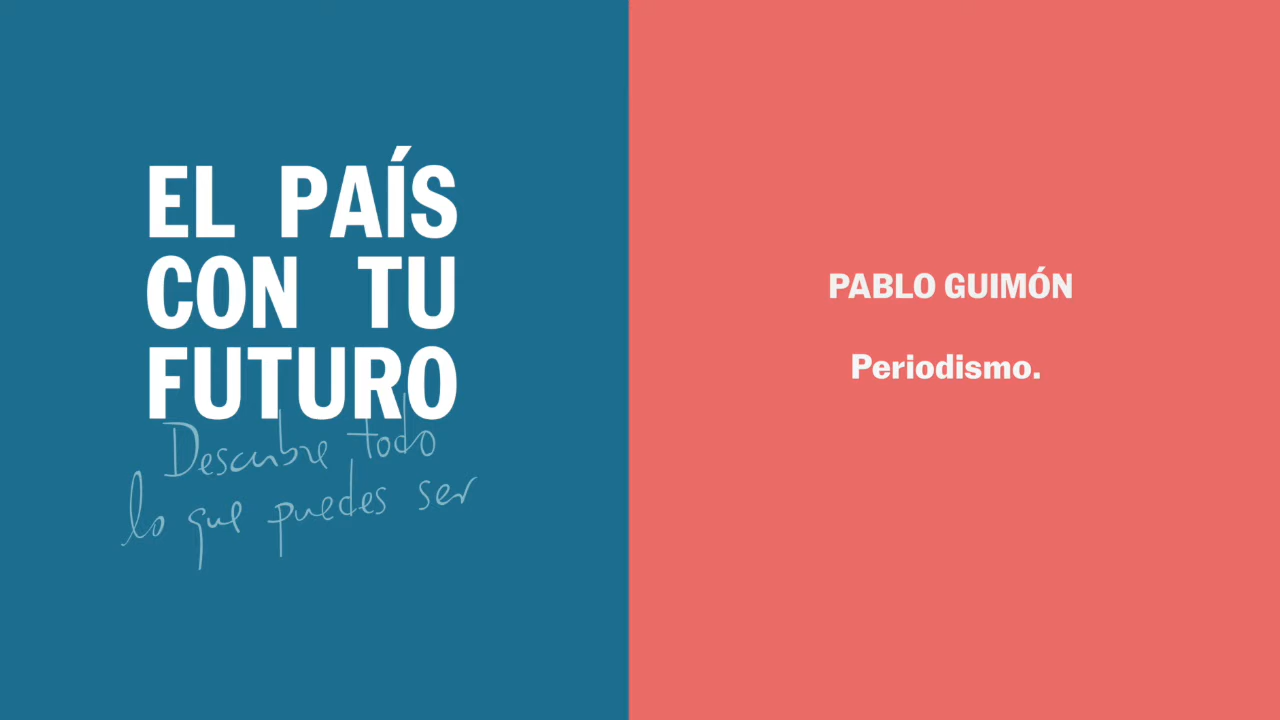 EL PAÍS
CON TU
FUTURO
Descubre todo
lo que puedes ser
PABLO GUIMÓN
Periodismo.